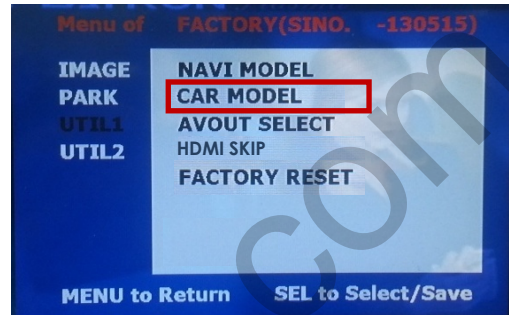 Menu of FACTORY(SINO. -130515)
IMAGE NAVI MODEL
PARK CAR MODEL
UTIL1 AVOUT SELECT
UTIL2 HDMI SKIP
FACTORY RESET
MENU to Return SEL to Select/Save
com